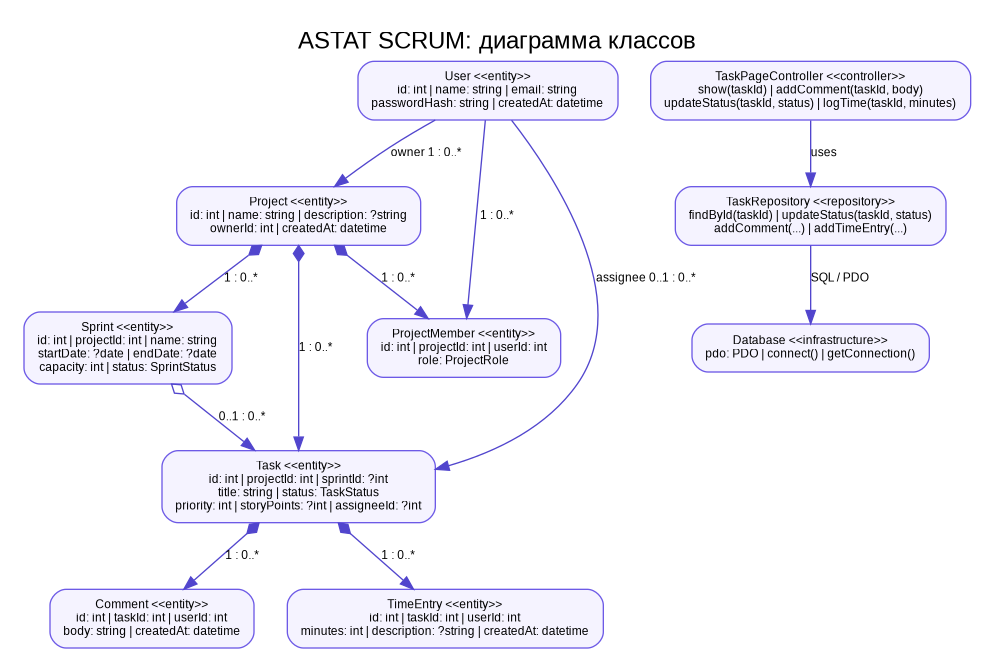 ASTAT SCRUM: диаграмма классов
User <<entity>>
id: int | name: string | email: string
passwordHash: string | createdAt: datetime
TaskPageController <<controller>>
show(taskId) | addComment(taskId, body)
updateStatus(taskId, status) | logTime(taskId, minutes)
owner 1 : 0..*
uses
Project <<entity>>
id: int | name: string | description: ?string
ownerId: int | createdAt: datetime
1 : 0..*
TaskRepository <<repository>>
findById(taskId) | updateStatus(taskId, status)
addComment(...) | addTimeEntry(...)
1 : 0..*
1 : 0..*
assignee 0..1 : 0..*
SQL / PDO
Sprint <<entity>>
id: int | projectId: int | name: string
startDate: ?date | endDate: ?date
capacity: int | status: SprintStatus
1 : 0..*
ProjectMember <<entity>>
id: int | projectId: int | userId: int
role: ProjectRole
Database <<infrastructure>>
pdo: PDO | connect() | getConnection()
0..1 : 0..*
Task <<entity>>
id: int | projectId: int | sprintId: ?int
title: string | status: TaskStatus
priority: int | storyPoints: ?int | assigneeId: ?int
1 : 0..*
1 : 0..*
Comment <<entity>>
id: int | taskId: int | userId: int
body: string | createdAt: datetime
TimeEntry <<entity>>
id: int | taskId: int | userId: int
minutes: int | description: ?string | createdAt: datetime